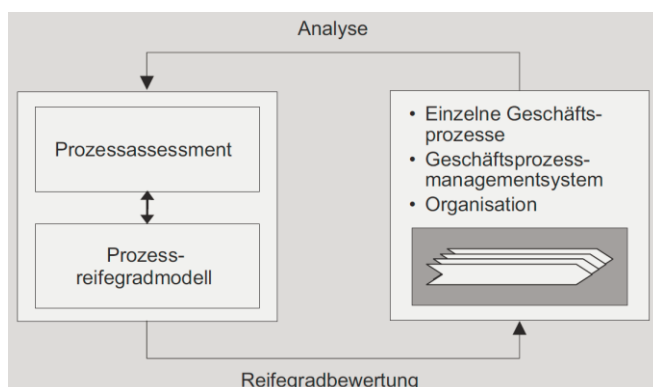 Analyse
Prozessassessment
Prozess-
reifegradmodell
• Einzelne Geschäfts-
prozesse
• Geschäftsprozess-
managementsystem
• Organisation
Reifegradbewertung